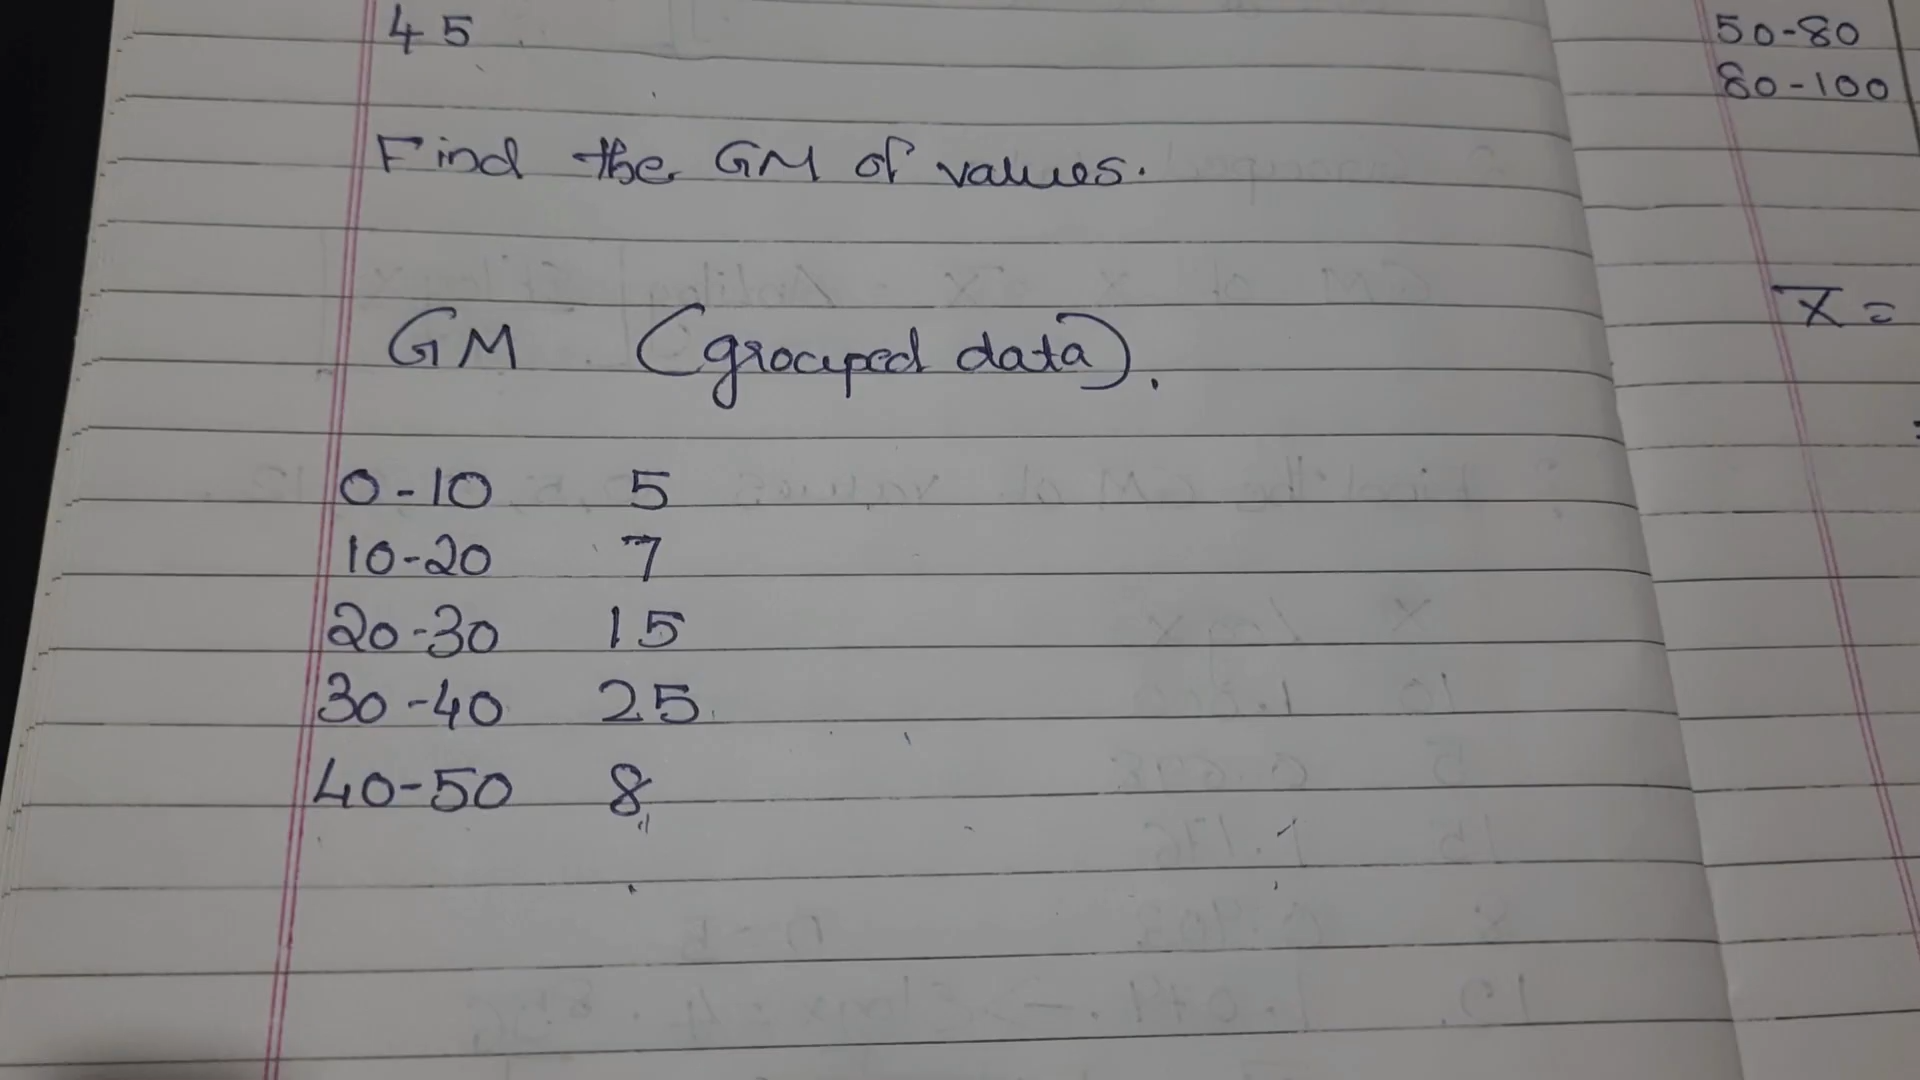 45
Find the GM of values.
GM (grouped data).
0-10 5
10-20 7
20-30 15
30-40 25
40-50 8
50-80
80-100
x̄ =